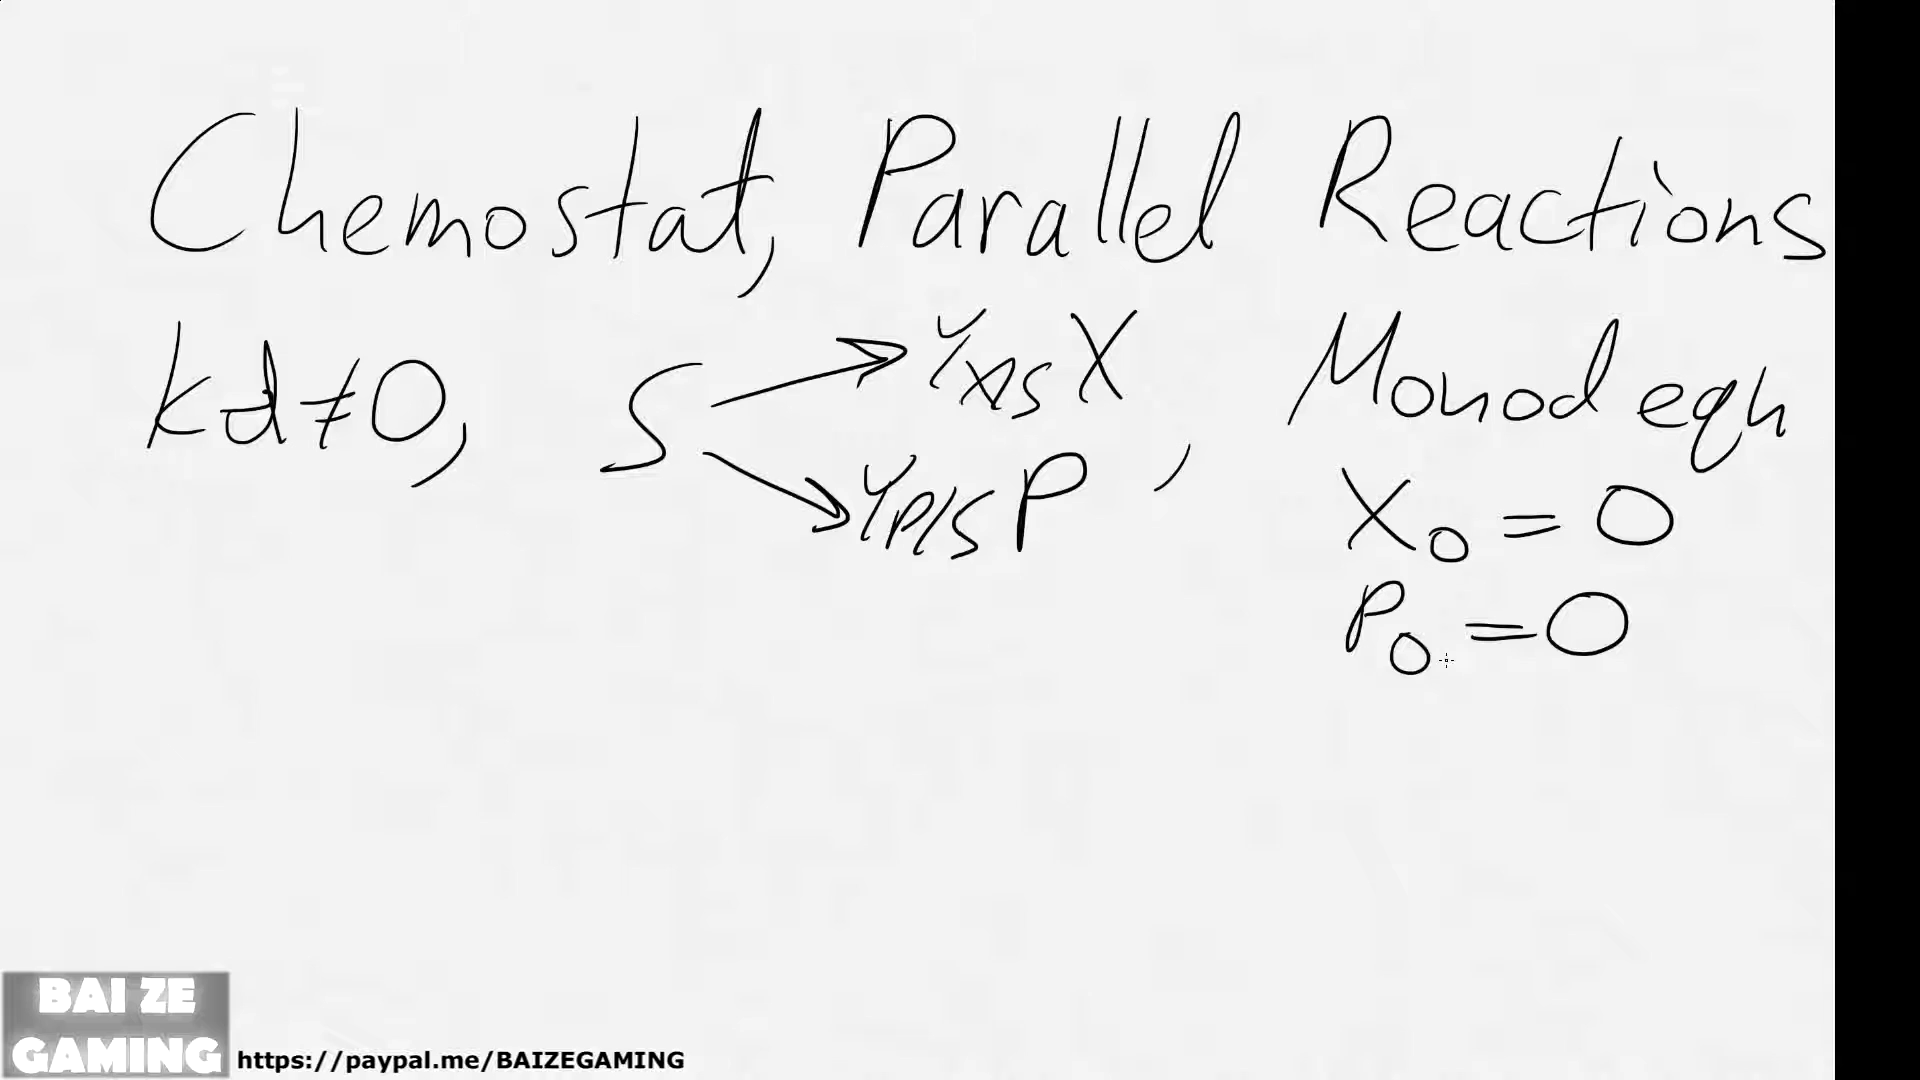 Chemostat, Parallel Reactions
kd≠0, S → Yx/s X, Monod eqn
→ YP/S P
X0 = 0
P0 = 0
BAI ZE
GAMING
https://paypal.me/BAIZEGAMING